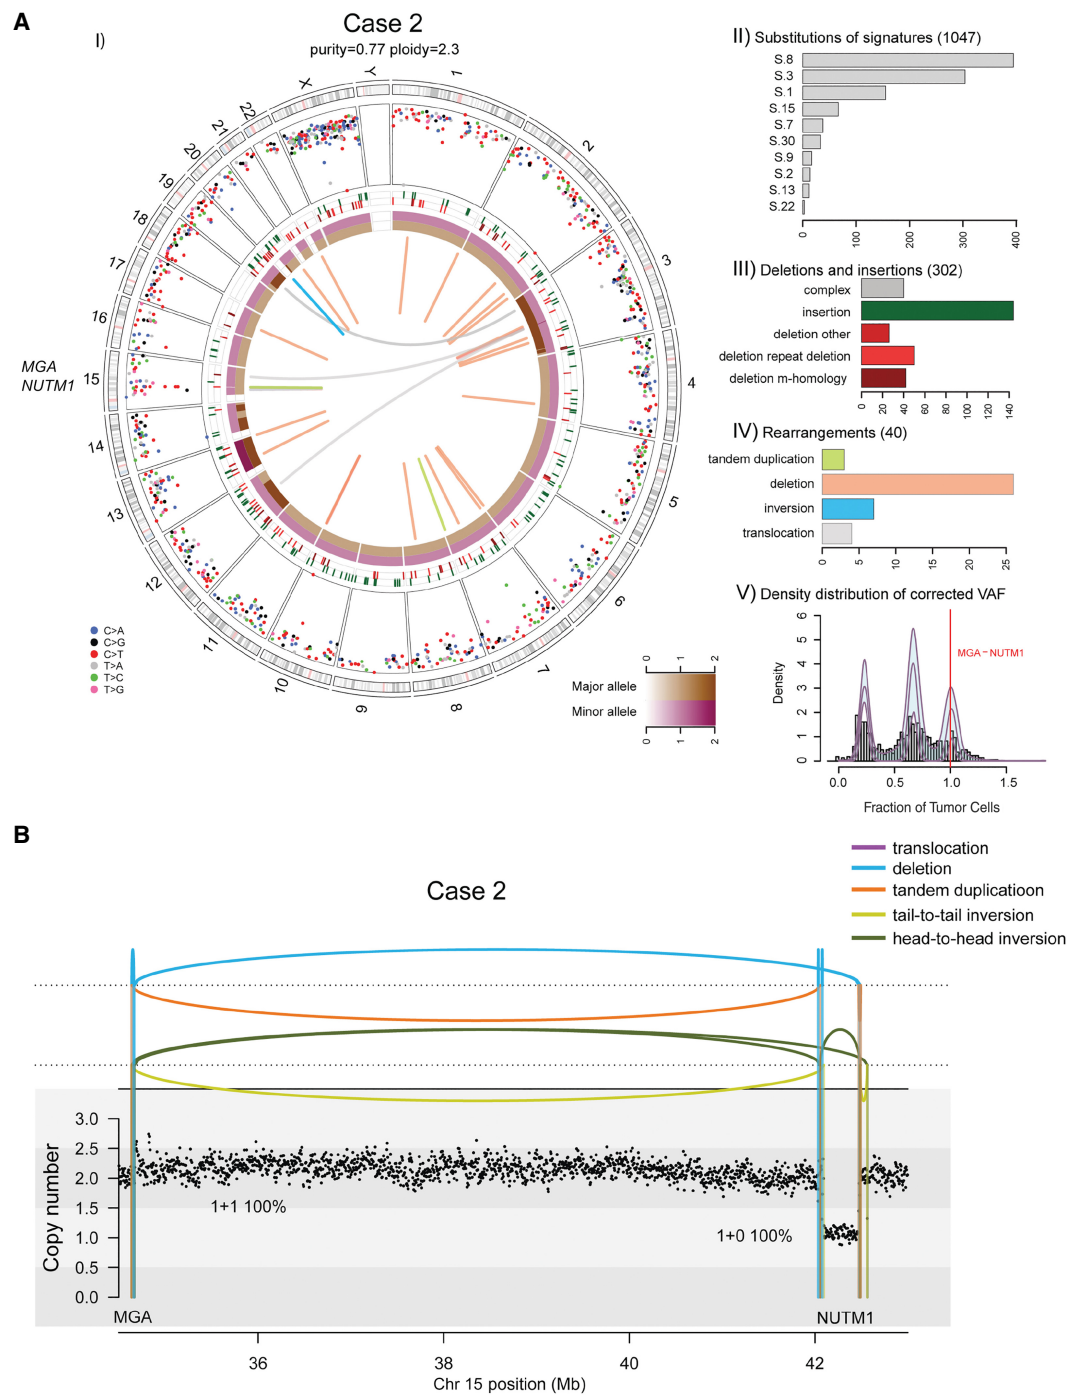 A
Case 2
I)
purity=0.77 ploidy=2.3
1
2
3
4
5
6
7
8
9
10
11
12
13
14
15
16
17
18
19
20
21
22
X
Y
MGA
NUTM1
C>A
C>G
C>T
T>A
T>C
T>G
0 1 2
Major allele
Minor allele
0 1 2
II) Substitutions of signatures (1047)
S.8
S.3
S.1
S.15
S.7
S.30
S.9
S.2
S.13
S.22
0 100 200 300 400
III) Deletions and insertions (302)
complex
insertion
deletion other
deletion repeat deletion
deletion m-homology
0 20 40 60 80 100 120 140
IV) Rearrangements (40)
tandem duplication
deletion
inversion
translocation
0 5 10 15 20 25
V) Density distribution of corrected VAF
Density
6
5
4
3
2
1
0
MGA-NUTM1
0.0 0.5 1.0 1.5
Fraction of Tumor Cells
B
Case 2
translocation
deletion
tandem duplicatioon
tail-to-tail inversion
head-to-head inversion
Copy number
3.0
2.5
2.0
1.5
1.0
0.5
0.0
1+1 100%
1+0 100%
MGA
NUTM1
36 38 40 42
Chr 15 position (Mb)